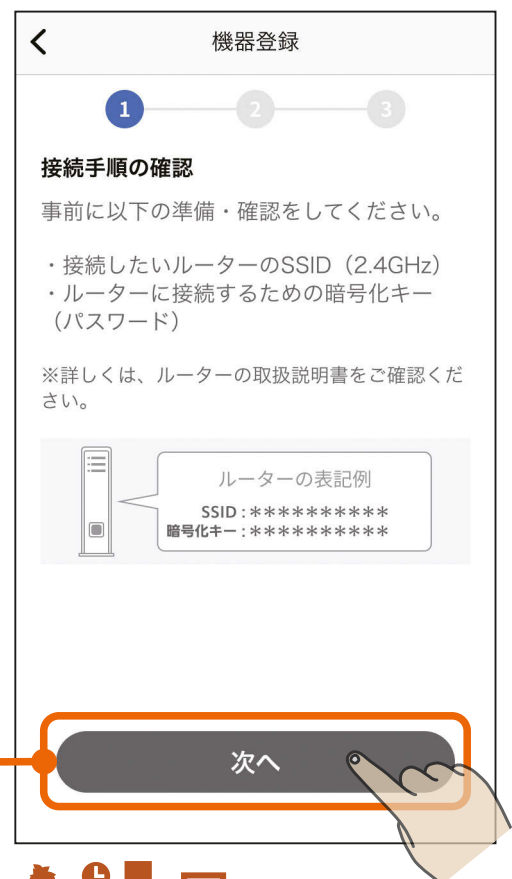 機器登録
1 2 3
接続手順の確認
事前に以下の準備・確認をしてください。
・接続したいルーターのSSID（2.4GHz）
・ルーターに接続するための暗号化キー
（パスワード）
※詳しくは、ルーターの取扱説明書をご確認くだ
さい。
ルーターの表記例
SSID：**********
暗号化キー：**********
次へ